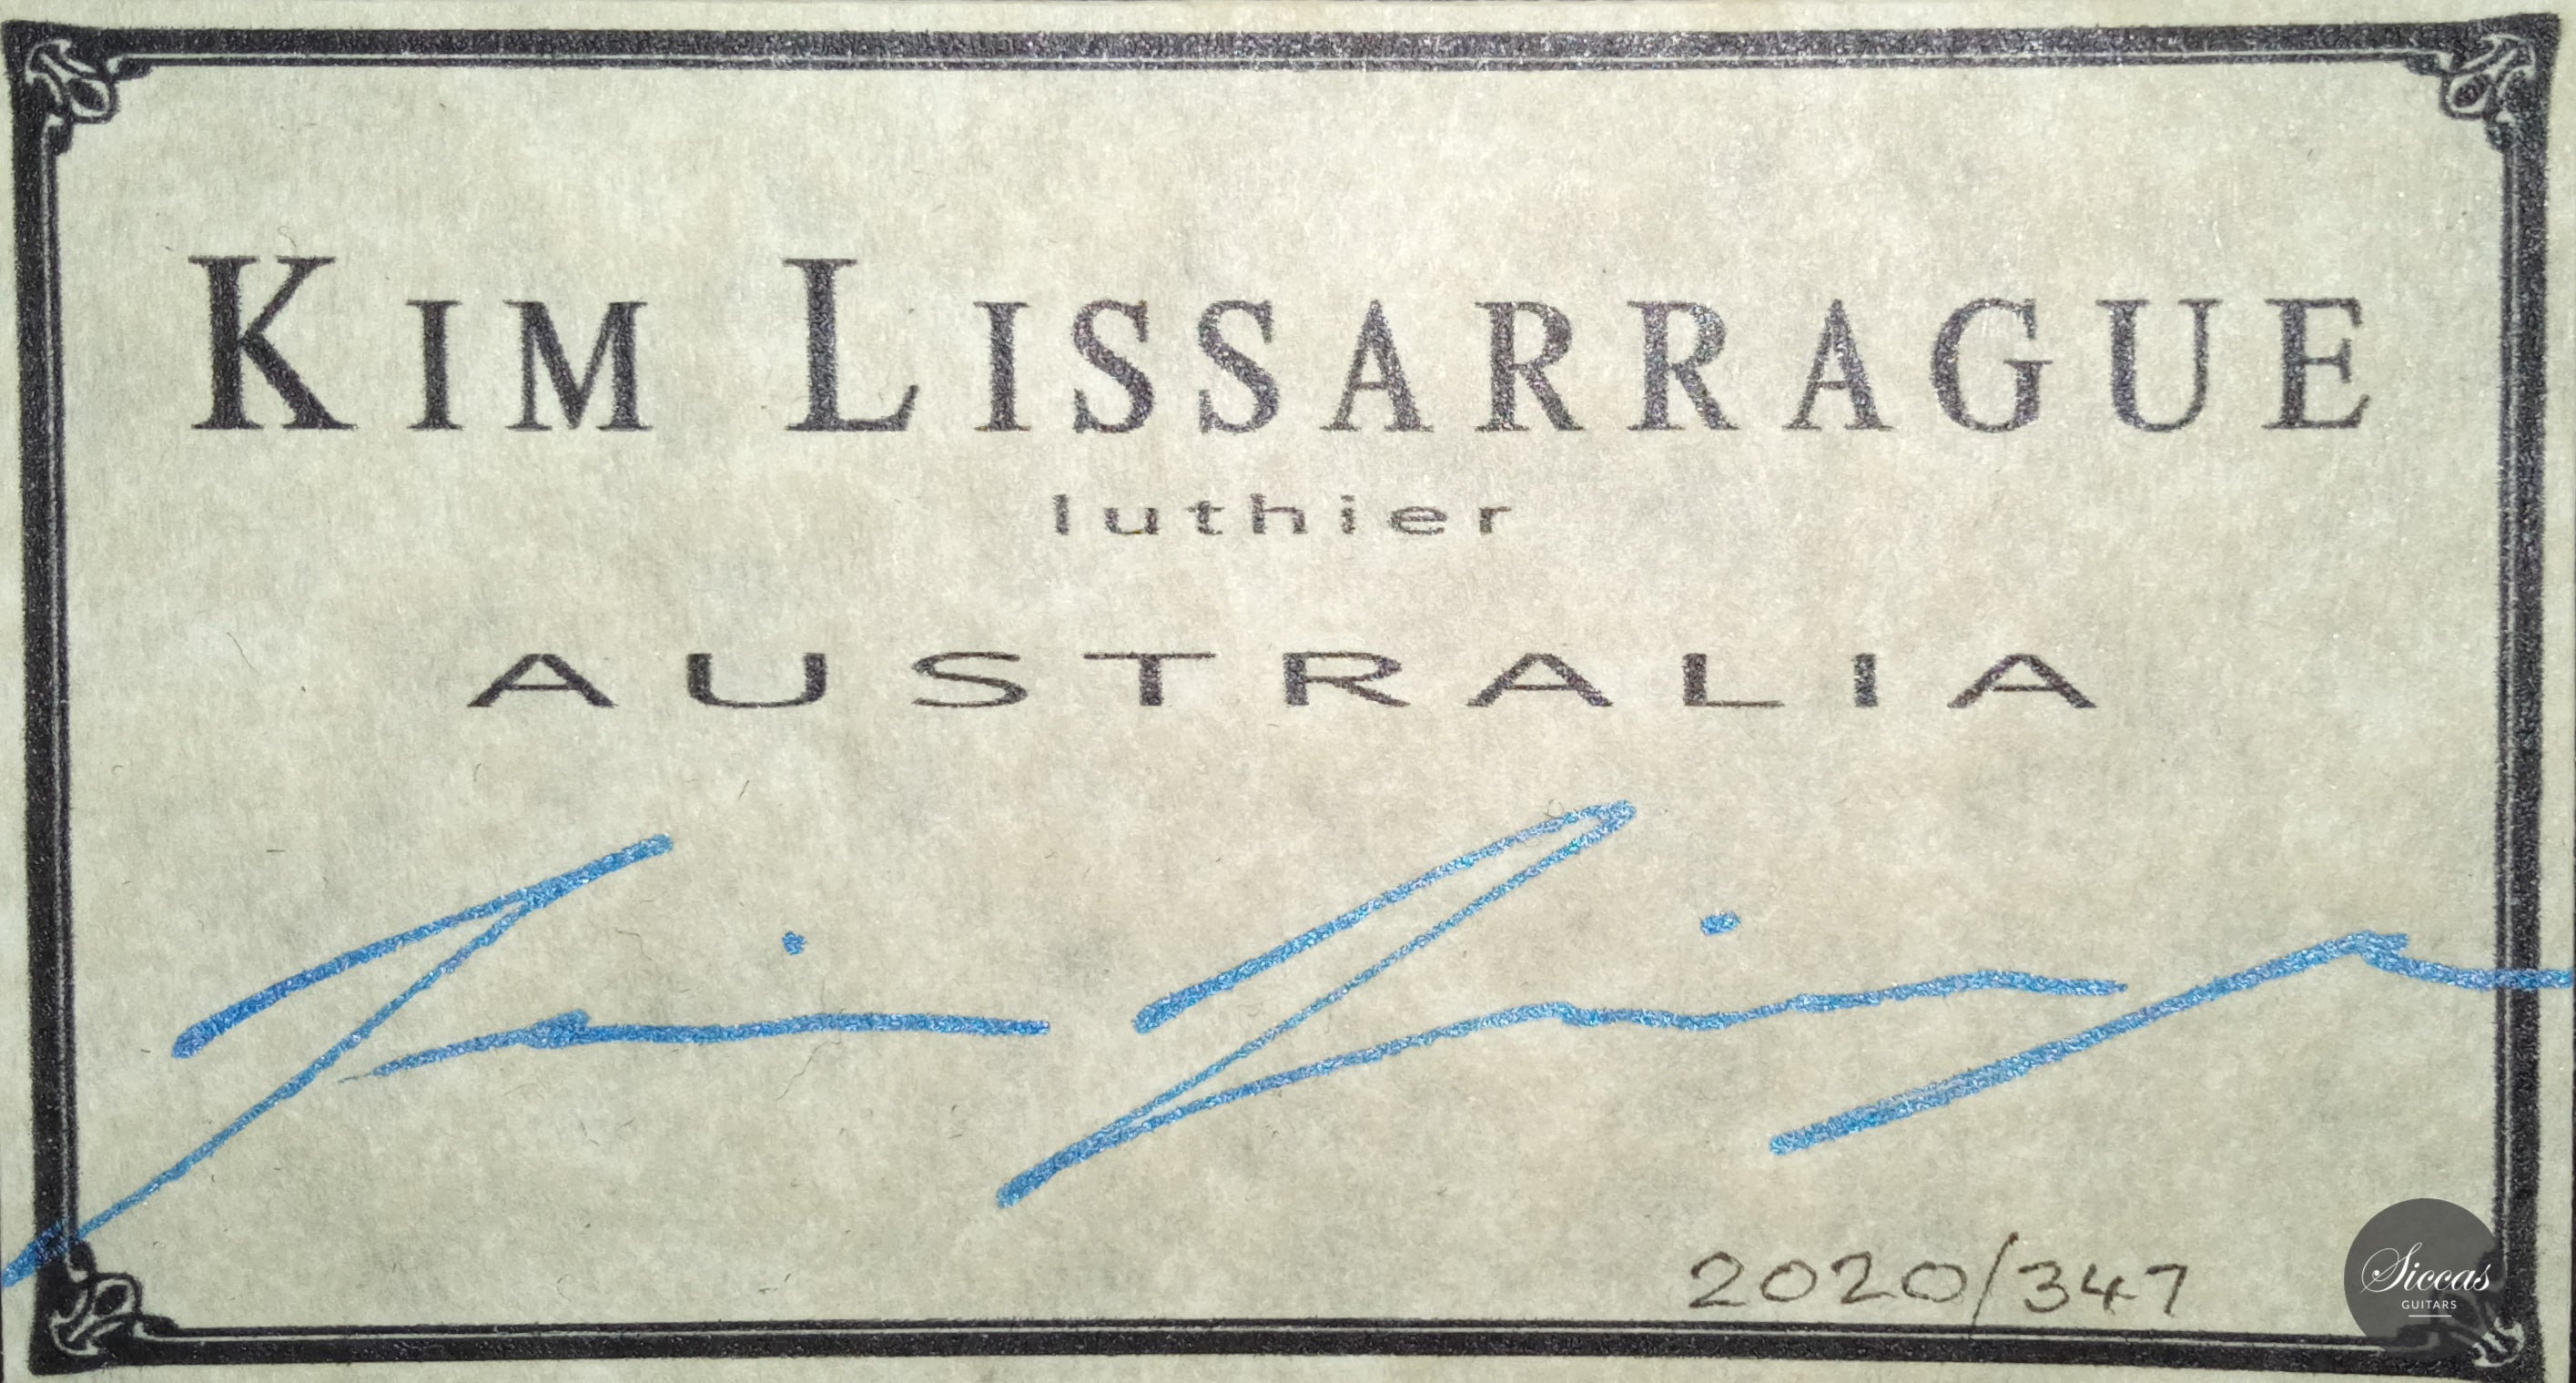 KIM LISSARRAGUE
luthier
AUSTRALIA
2020/347
Siccas
GUITARS